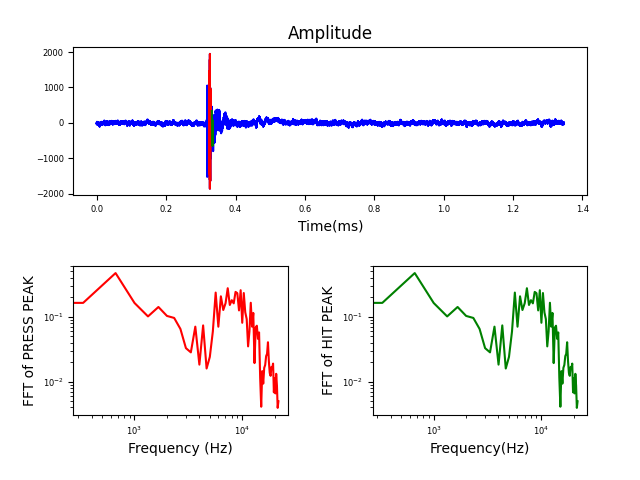 Amplitude
2000
1000
0
−1000
−2000
0.0 0.2 0.4 0.6 0.8 1.0 1.2 1.4
Time(ms)
FFT of PRESS PEAK
10⁻¹
10⁻²
10³ 10⁴
Frequency (Hz)
FFT of HIT PEAK
10⁻¹
10⁻²
10³ 10⁴
Frequency(Hz)